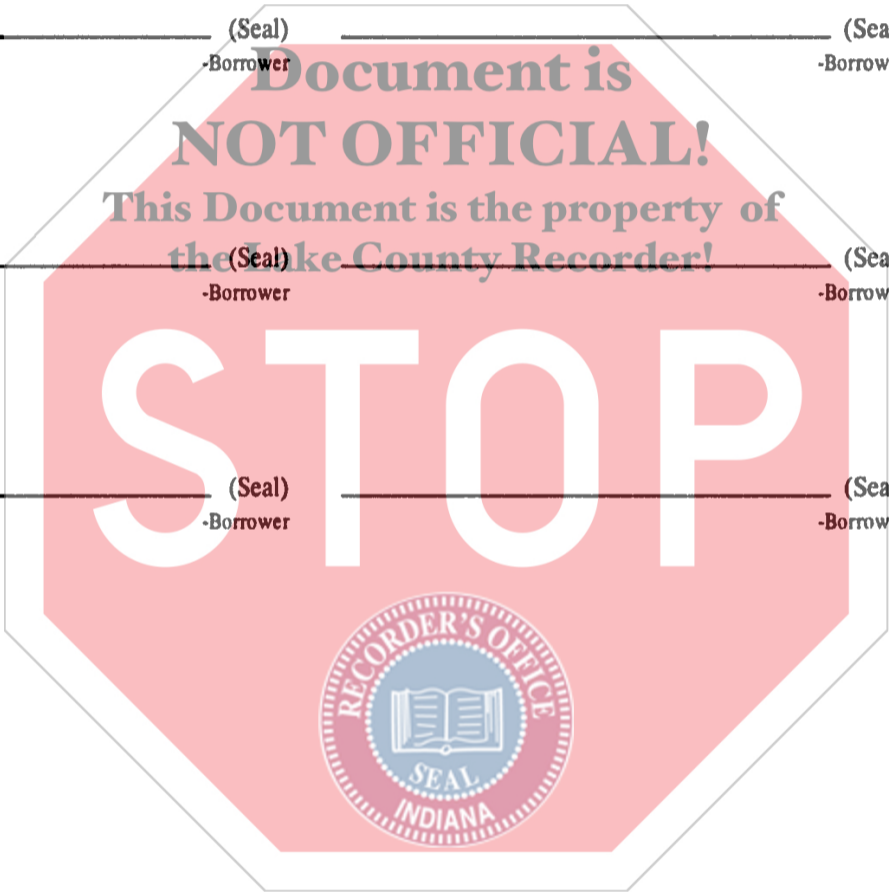 (Seal) (Sea
-Borrower -Borrow
Document is
NOT OFFICIAL!
This Document is the property of
the Lake County Recorder!
(Seal) (Sea
-Borrower -Borrow
STOP
(Seal) (Sea
-Borrower -Borrow
RECORDER'S OFFICE
SEAL
INDIANA